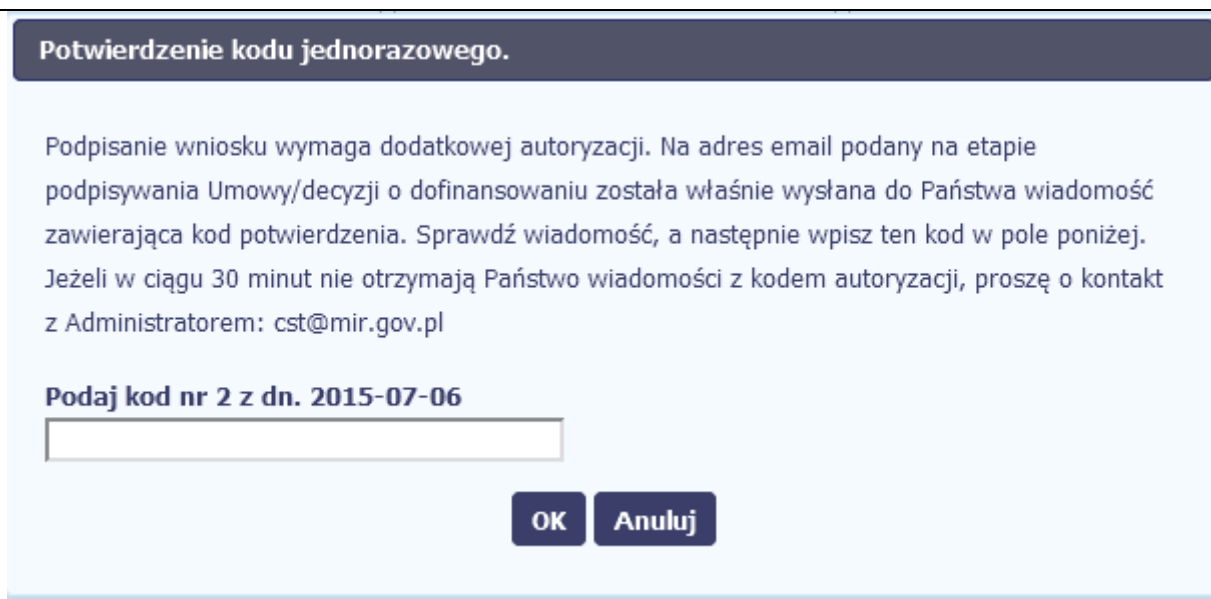 Potwierdzenie kodu jednorazowego.
Podpisanie wniosku wymaga dodatkowej autoryzacji. Na adres email podany na etapie
podpisywania Umowy/decyzji o dofinansowaniu została właśnie wysłana do Państwa wiadomość
zawierająca kod potwierdzenia. Sprawdź wiadomość, a następnie wpisz ten kod w pole poniżej.
Jeżeli w ciągu 30 minut nie otrzymają Państwo wiadomości z kodem autoryzacji, proszę o kontakt
z Administratorem: cst@mir.gov.pl
Podaj kod nr 2 z dn. 2015-07-06
OK Anuluj